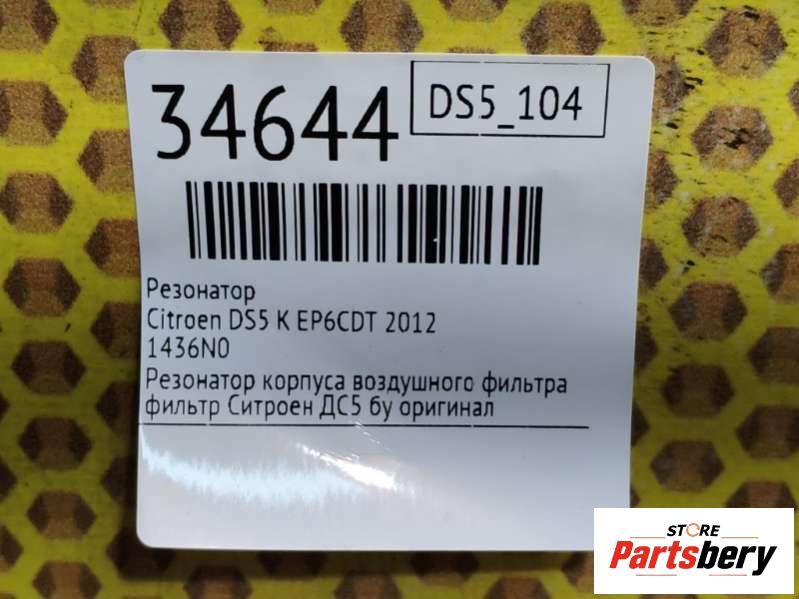 34644
DS5_104
Резонатор
Citroen DS5 K EP6CDT 2012
1436N0
Резонатор корпуса воздушного фильтра
фильтр Ситроен ДС5 бу оригинал
STORE
Partsbery